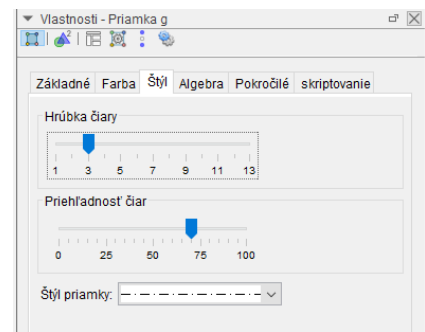 Vlastnosti - Priamka g
Základné Farba Štýl Algebra Pokročilé skriptovanie
Hrúbka čiary
1 3 5 7 9 11 13
Priehľadnosť čiar
0 25 50 75 100
Štýl priamky: